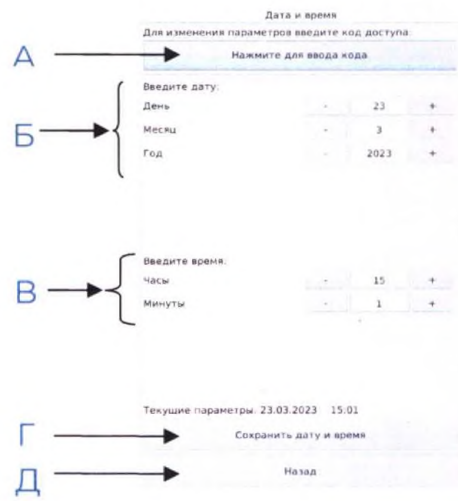 Дата и время
Для изменения параметров введите код доступа:
А Нажмите для ввода кода
Введите дату:
День - 23 +
Б Месяц - 3 +
Год - 2023 +
Введите время:
Часы - 15 +
В
Минуты - 1 +
Текущие параметры: 23.03.2023 15:01
Г Сохранить дату и время
Д Назад